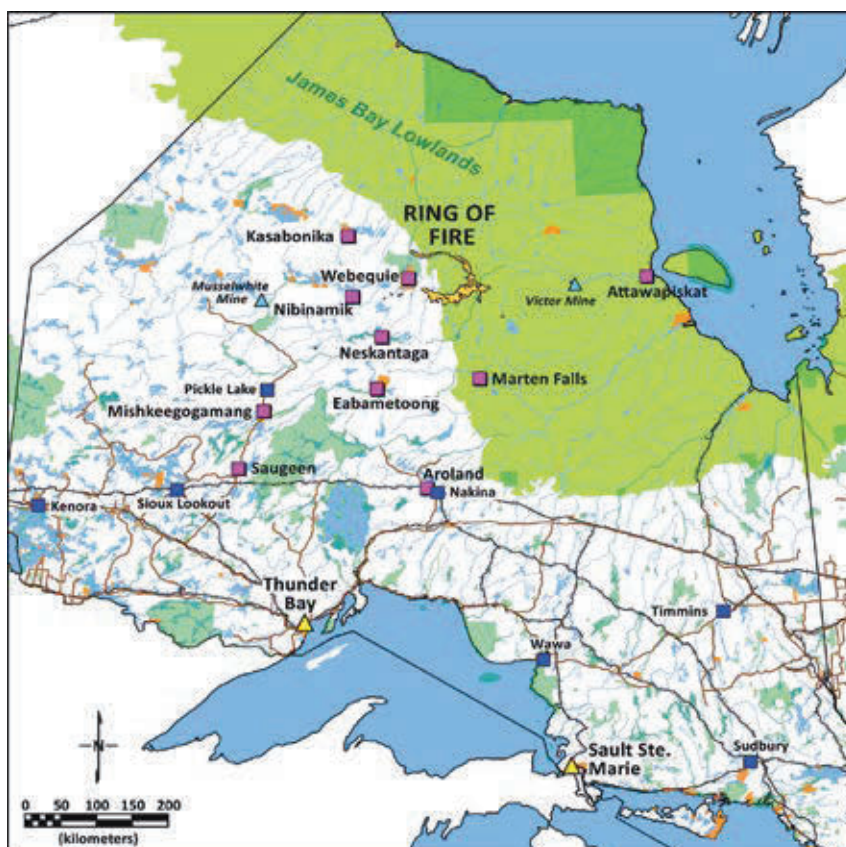 James Bay Lowlands
RING OF
FIRE
Kasabonika
Webequie
Musselwhite
Mine
Nibinamik
Victor Mine
Attawapiskat
Neskantaga
Pickle Lake
Mishkeegogamang
Eabametoong
Marten Falls
Saugeen
Aroland
Nakina
Kenora
Sioux Lookout
Thunder
Bay
Timmins
Wawa
Sault Ste.
Marie
Sudbury
N
0 50 100 150 200
(kilometers)